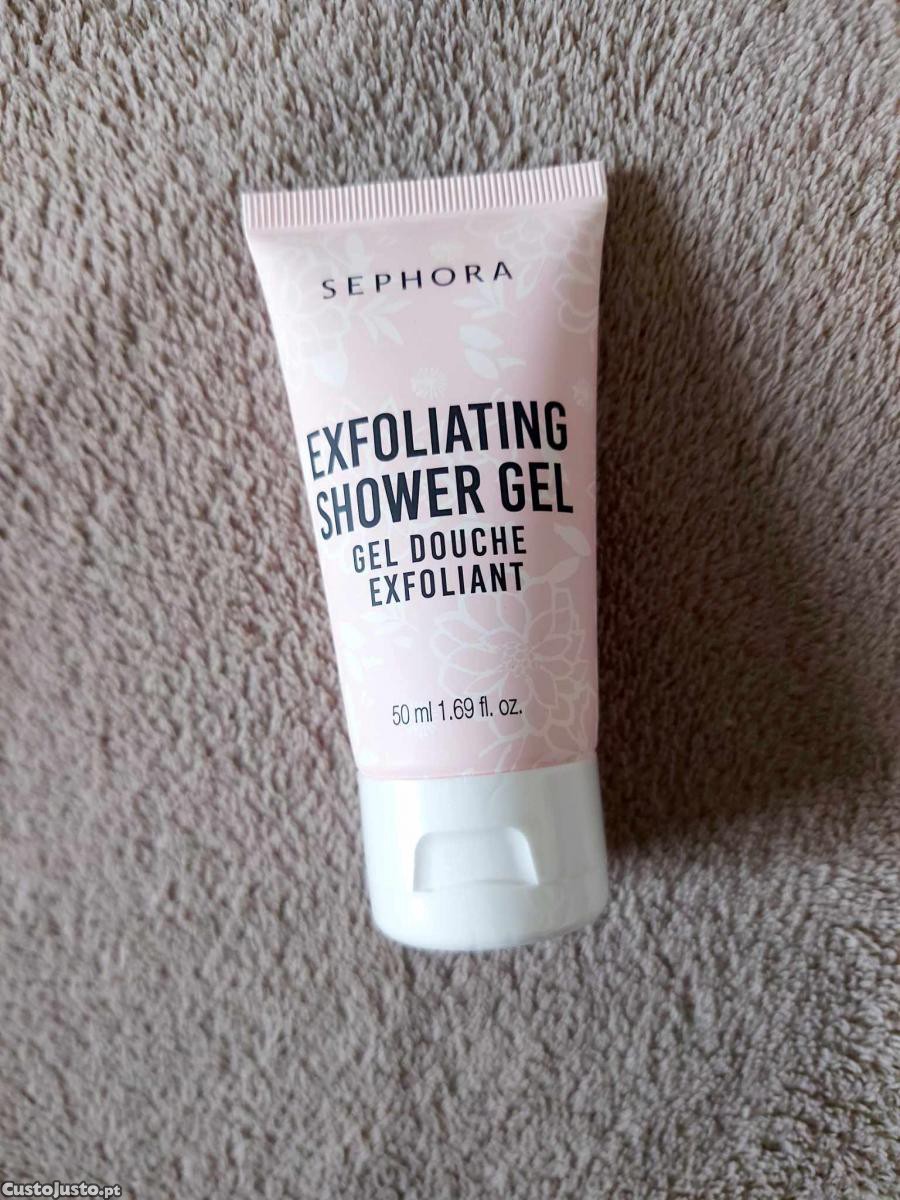 SEPHORA
EXFOLIATING
SHOWER GEL
GEL DOUCHE
EXFOLIANT
50 ml 1.69 fl. oz.
CustoJusto.pt